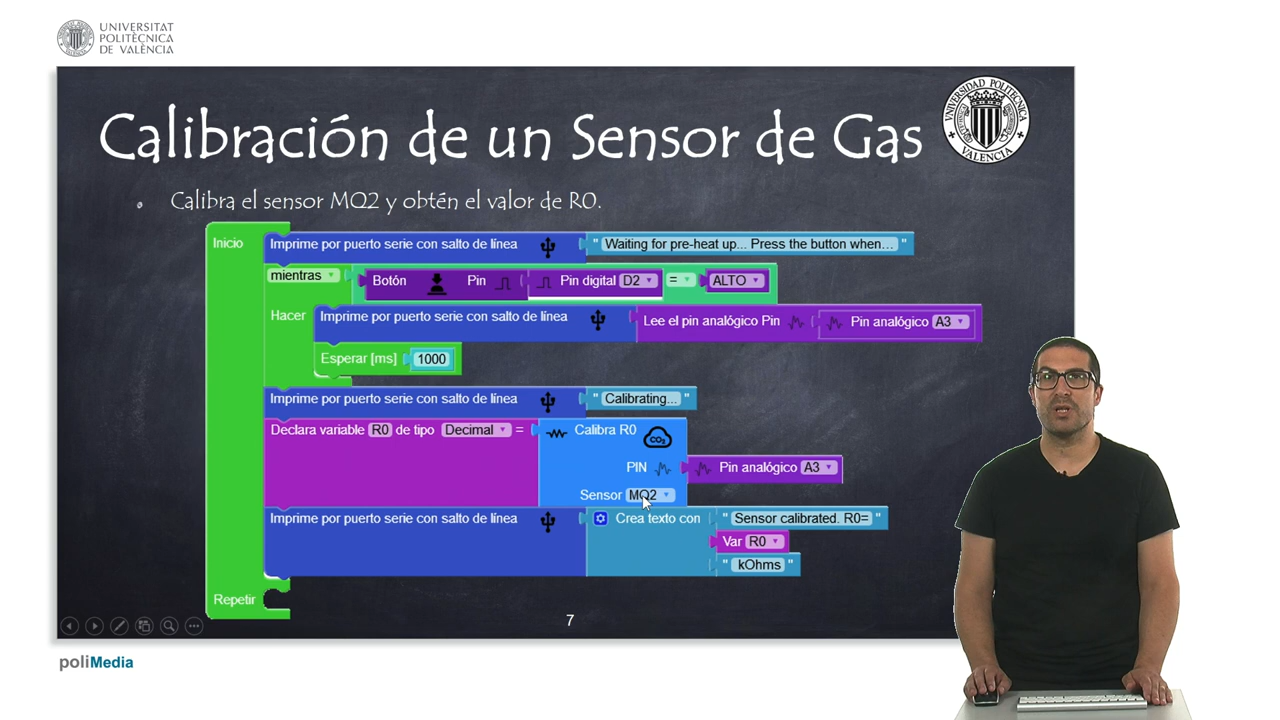 UNIVERSITAT
POLITÈCNICA
DE VALÈNCIA
Calibración de un Sensor de Gas
UNIVERSIDAD POLITECNICA
VALENCIA
Calibra el sensor MQ2 y obtén el valor de R0.
Inicio
Imprime por puerto serie con salto de línea " Waiting for pre-heat up... Press the button when... "
mientras Botón Pin Pin digital D2 = ALTO
Hacer Imprime por puerto serie con salto de línea Lee el pin analógico Pin Pin analógico A3
Esperar [ms] 1000
Imprime por puerto serie con salto de línea " Calibrating... "
Declara variable R0 de tipo Decimal = Calibra R0
CO2
PIN Pin analógico A3
Sensor MQ2
Imprime por puerto serie con salto de línea Crea texto con " Sensor calibrated. R0= "
Var R0
" kOhms "
Repetir
7
poliMedia